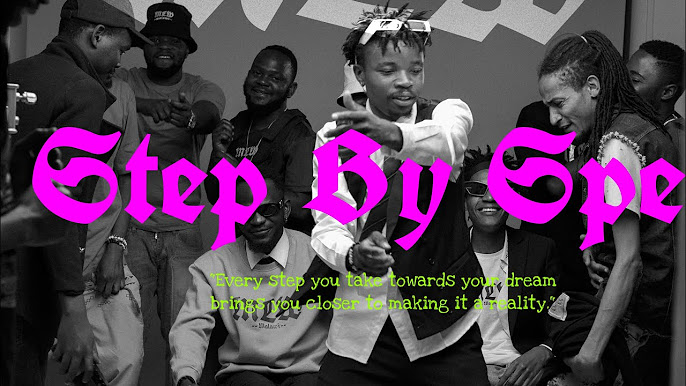 Step By Spe
"Every step you take towards your dream
brings you closer to making it a reality."